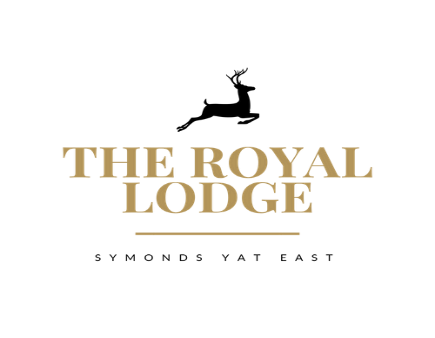 THE ROYAL
LODGE
SYMONDS YAT EAST